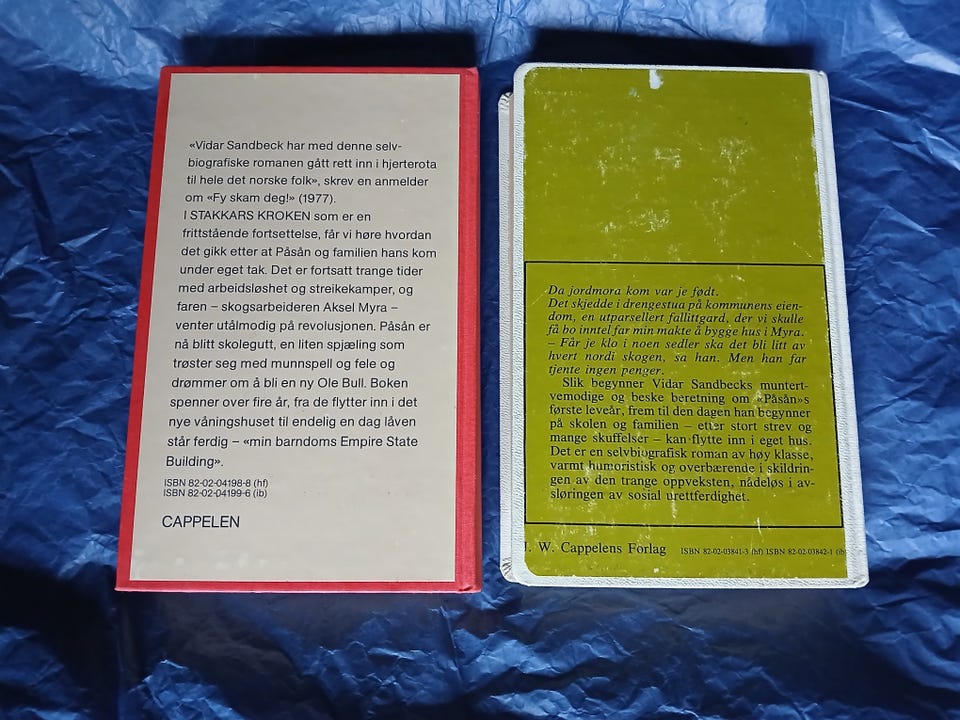 «Vidar Sandbeck har med denne selv-
biografiske romanen gått rett inn i hjerterota
til hele det norske folk», skrev en anmelder
om «Fy skam deg!» (1977).
I STAKKARS KROKEN som er en
frittstående fortsettelse, får vi høre hvordan
det gikk etter at Påsån og familien hans kom
under eget tak. Det er fortsatt trange tider
med arbeidsløshet og streikekamper, og
faren – skogsarbeideren Aksel Myra –
venter utålmodig på revolusjonen. Påsån er
nå blitt skolegutt, en liten spjæling som
trøster seg med munnspell og fele og
drømmer om å bli en ny Ole Bull. Boken
spenner over fire år, fra de flytter inn i det
nye våningshuset til endelig en dag låven
står ferdig – «min barndoms Empire State
Building».
ISBN 82-02-04198-8 (hf)
ISBN 82-02-04199-6 (ib)
CAPPELEN
Da jordmora kom var je født.
Det skjedde i drengestua på kommunens eien-
dom, en utparsellert fallittgard, der vi skulle
få bo inntel far min makte å bygge hus i Myra.
– Får je klo i noen sedler ska det bli litt av
hvert nordi skogen, sa han. Men han far
tjente ingen penger.
Slik begynner Vidar Sandbecks muntert-
vemodige og beske beretning om «Påsån»s
første leveår, frem til den dagen han begynner
på skolen og familien – etter stort strev og
mange skuffelser – kan flytte inn i eget hus.
Det er en selvbiografisk roman av høy klasse,
varmt humoristisk og overbærende i skildrin-
gen av den trange oppveksten, nådeløs i av-
sløringen av sosial urettferdighet.
J. W. Cappelens Forlag ISBN 82-02-03841-3 (hf) ISBN 82-02-03842-1 (ib